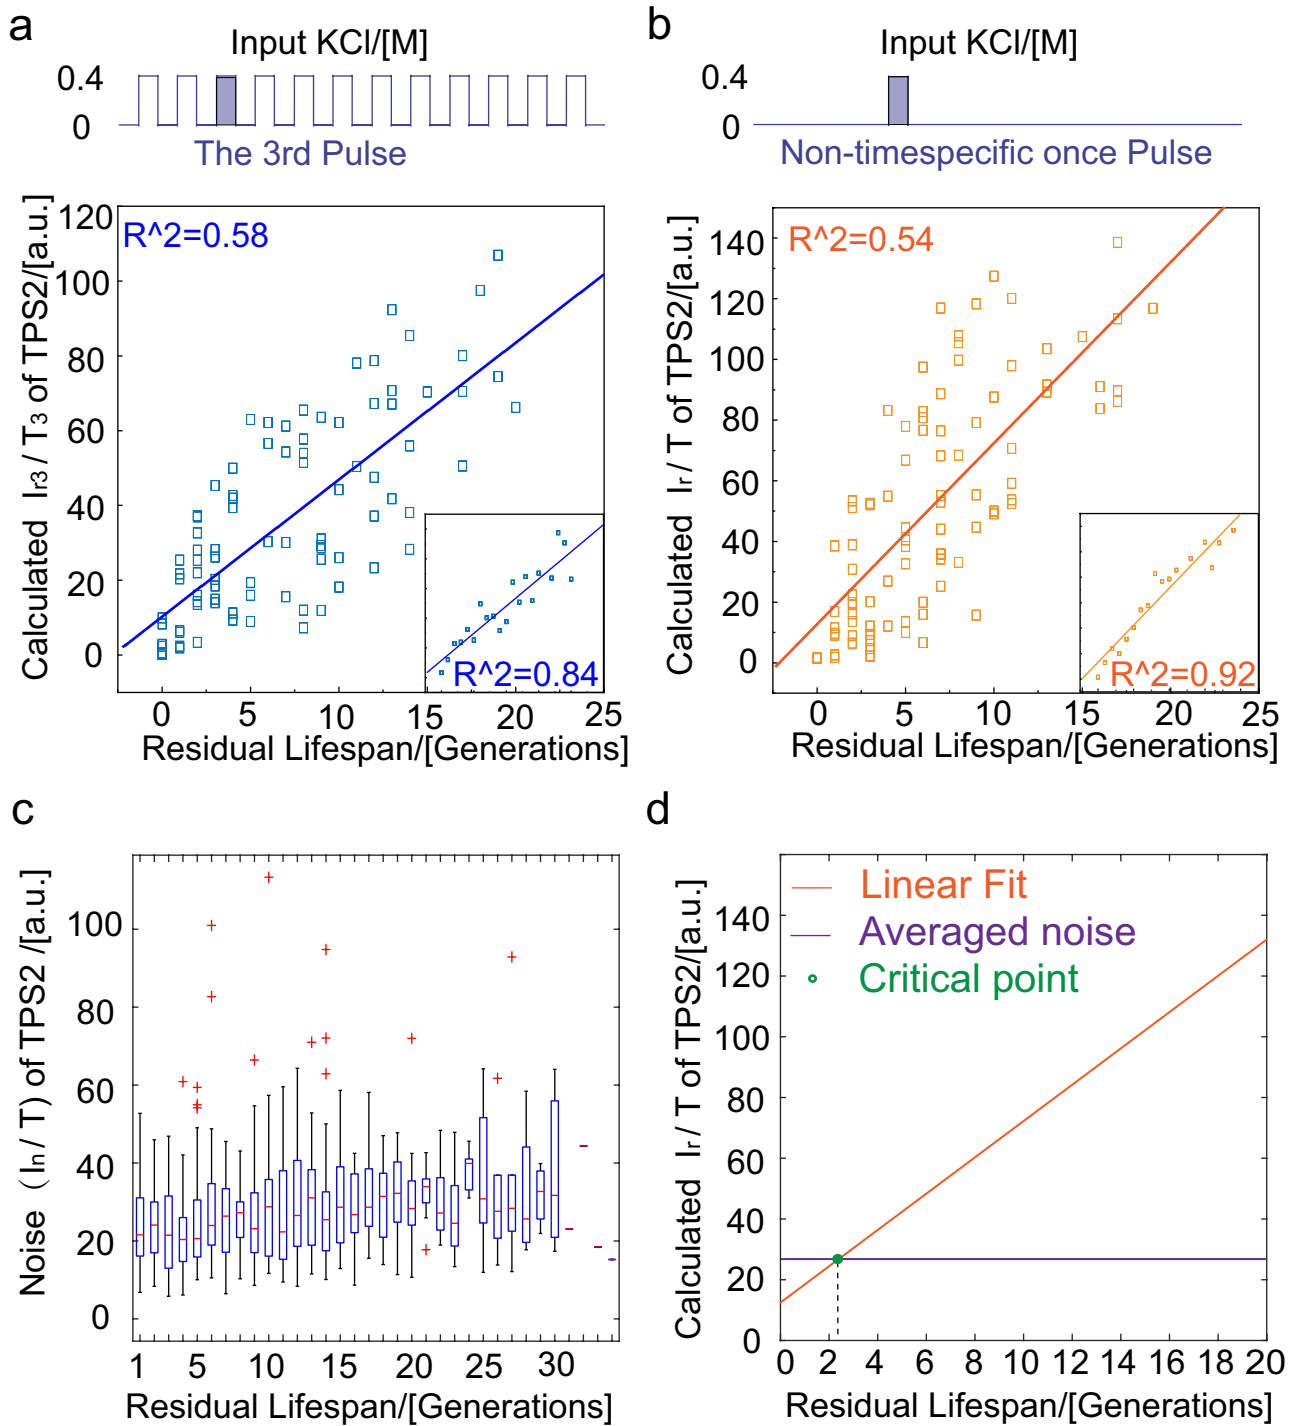 a
Input KCl/[M]
0.4
0
The 3rd Pulse
Calculated Ir3/ T3 of TPS2/[a.u.]
120
100
80
60
40
20
0
R^2=0.58
R^2=0.84
0 5 10 15 20 25
Residual Lifespan/[Generations]
b
Input KCl/[M]
0.4
0
Non-timespecific once Pulse
Calculated Ir/ T of TPS2/[a.u.]
140
120
100
80
60
40
20
0
R^2=0.54
R^2=0.92
0 5 10 15 20 25
Residual Lifespan/[Generations]
c
Noise (In/ T) of TPS2 /[a.u.]
100
80
60
40
20
0
1 5 10 15 20 25 30
Residual Lifespan/[Generations]
d
Calculated Ir/ T of TPS2/[a.u.]
140
120
100
80
60
40
20
0
Linear Fit
Averaged noise
Critical point
0 2 4 6 8 10 12 14 16 18 20
Residual Lifespan/[Generations]